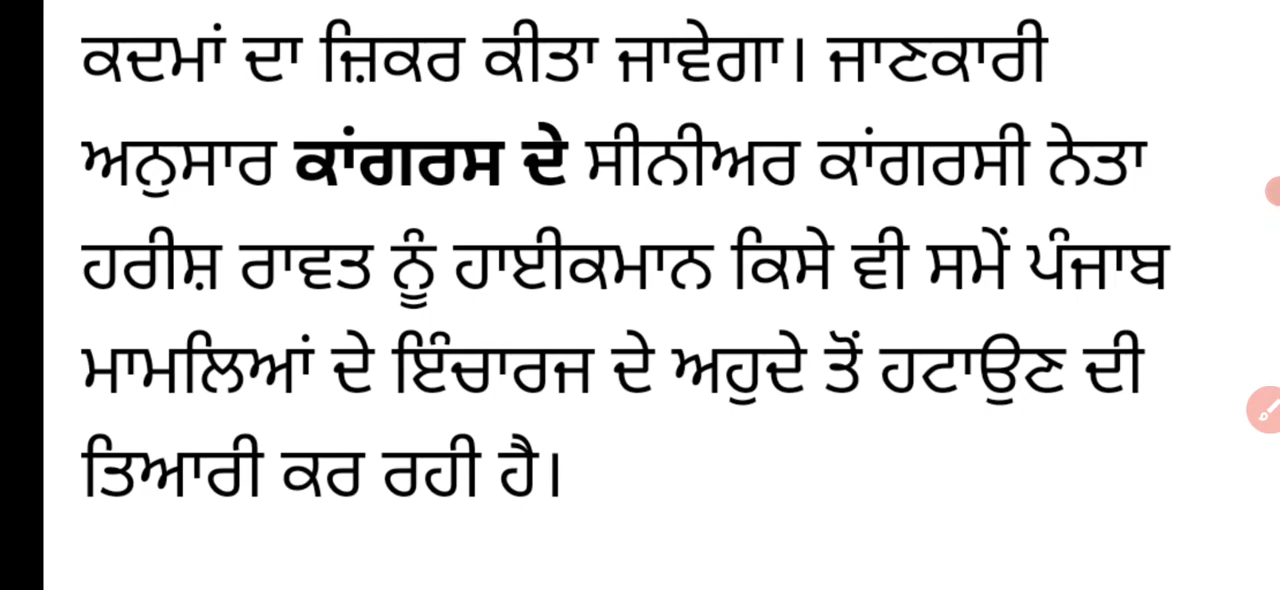 ਕਦਮਾਂ ਦਾ ਜ਼ਿਕਰ ਕੀਤਾ ਜਾਵੇਗਾ। ਜਾਣਕਾਰੀ
ਅਨੁਸਾਰ ਕਾਂਗਰਸ ਦੇ ਸੀਨੀਅਰ ਕਾਂਗਰਸੀ ਨੇਤਾ
ਹਰੀਸ਼ ਰਾਵਤ ਨੂੰ ਹਾਈਕਮਾਨ ਕਿਸੇ ਵੀ ਸਮੇਂ ਪੰਜਾਬ
ਮਾਮਲਿਆਂ ਦੇ ਇੰਚਾਰਜ ਦੇ ਅਹੁਦੇ ਤੋਂ ਹਟਾਉਣ ਦੀ
ਤਿਆਰੀ ਕਰ ਰਹੀ ਹੈ।